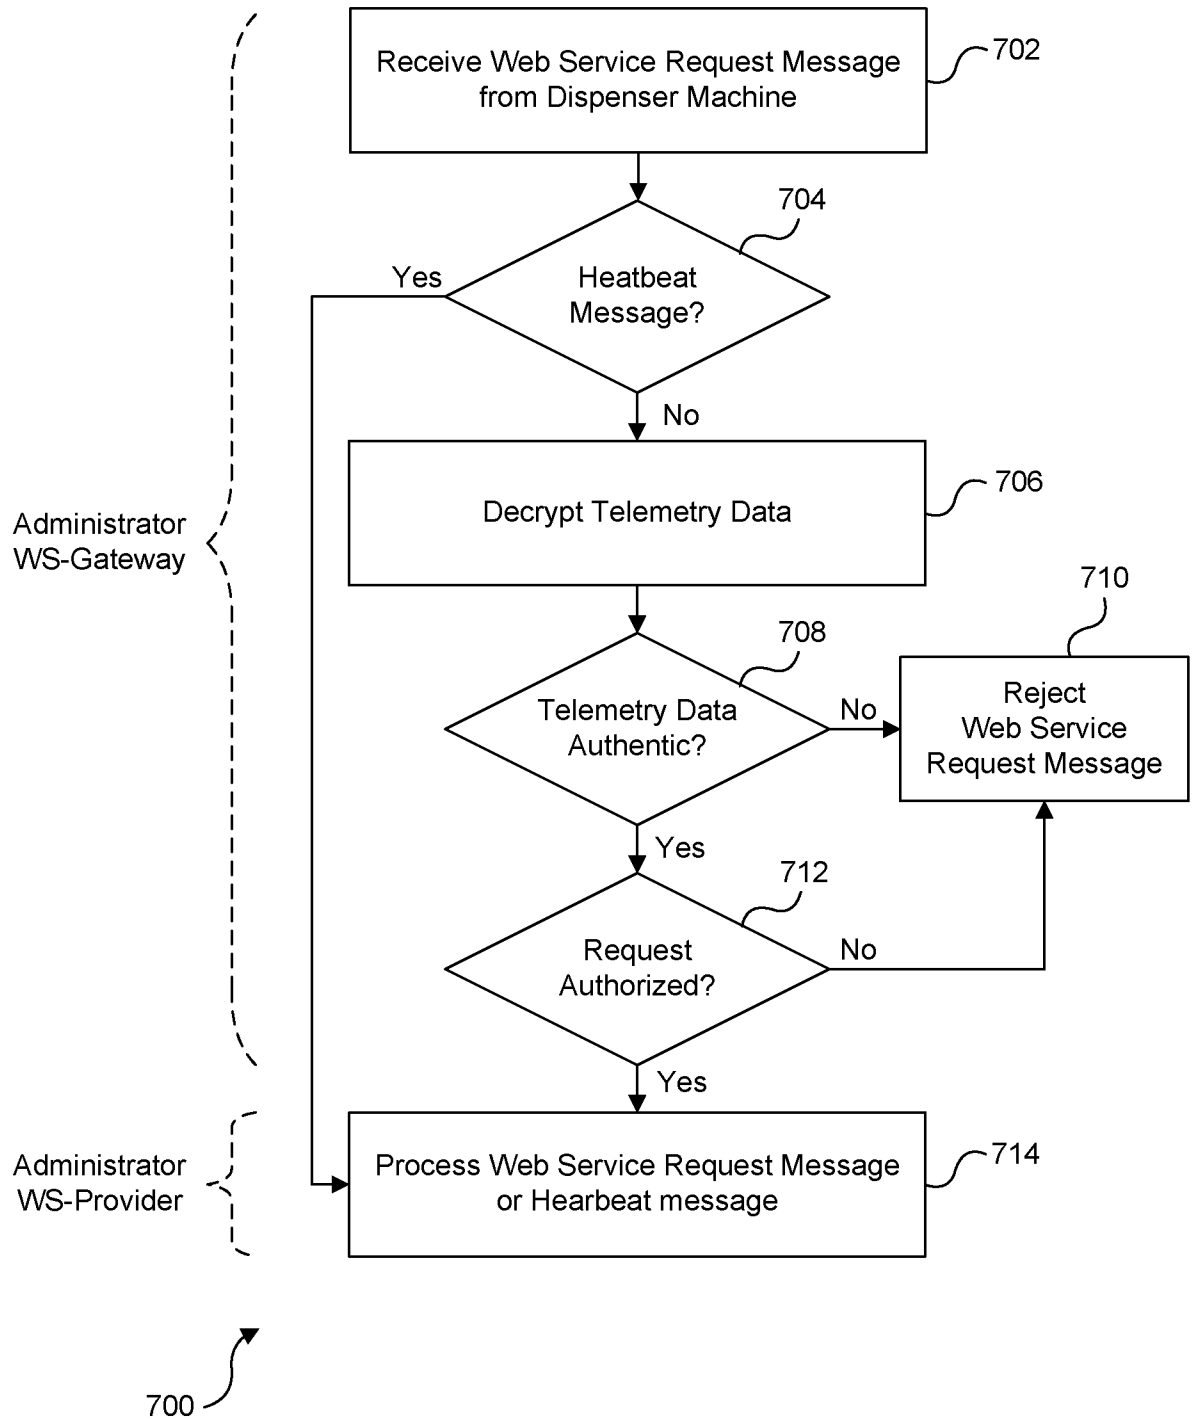 Receive Web Service Request Message
from Dispenser Machine
702
704
Yes
Heatbeat
Message?
No
Decrypt Telemetry Data
706
Administrator
WS-Gateway
710
708
Telemetry Data
Authentic?
No
Reject
Web Service
Request Message
Yes
712
Request
Authorized?
No
Yes
Administrator
WS-Provider
Process Web Service Request Message
or Hearbeat message
714
700